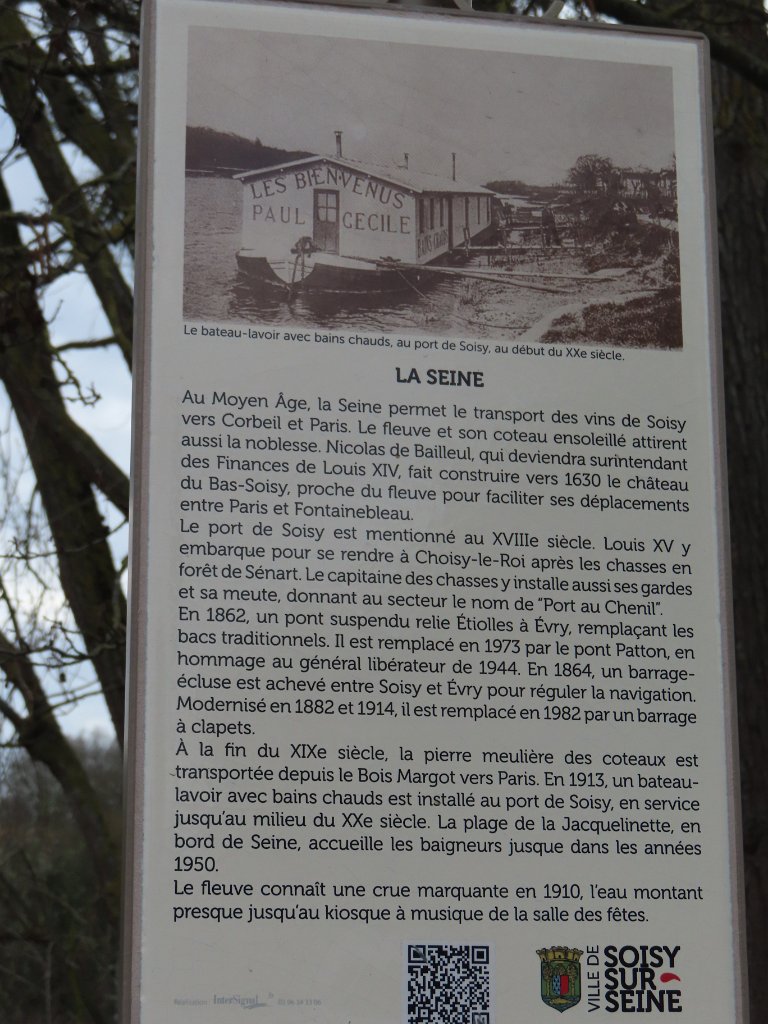 LES BIENVENUS
PAUL CECILE
BAINS CHAUDS
Le bateau-lavoir avec bains chauds, au port de Soisy, au début du XXe siècle.
LA SEINE
Au Moyen Âge, la Seine permet le transport des vins de Soisy
vers Corbeil et Paris. Le fleuve et son coteau ensoleillé attirent
aussi la noblesse. Nicolas de Bailleul, qui deviendra surintendant
des Finances de Louis XIV, fait construire vers 1630 le château
du Bas-Soisy, proche du fleuve pour faciliter ses déplacements
entre Paris et Fontainebleau.
Le port de Soisy est mentionné au XVIIIe siècle. Louis XV y
embarque pour se rendre à Choisy-le-Roi après les chasses en
forêt de Sénart. Le capitaine des chasses y installe aussi ses gardes
et sa meute, donnant au secteur le nom de "Port au Chenil".
En 1862, un pont suspendu relie Étiolles à Évry, remplaçant les
bacs traditionnels. Il est remplacé en 1973 par le pont Patton, en
hommage au général libérateur de 1944. En 1864, un barrage-
écluse est achevé entre Soisy et Évry pour réguler la navigation.
Modernisé en 1882 et 1914, il est remplacé en 1982 par un barrage
à clapets.
À la fin du XIXe siècle, la pierre meulière des coteaux est
transportée depuis le Bois Margot vers Paris. En 1913, un bateau-
lavoir avec bains chauds est installé au port de Soisy, en service
jusqu'au milieu du XXe siècle. La plage de la Jacquelinette, en
bord de Seine, accueille les baigneurs jusque dans les années
1950.
Le fleuve connaît une crue marquante en 1910, l'eau montant
presque jusqu'au kiosque à musique de la salle des fêtes.
Réalisation : InterSignal
VILLE DE
SOISY
SUR
SEINE